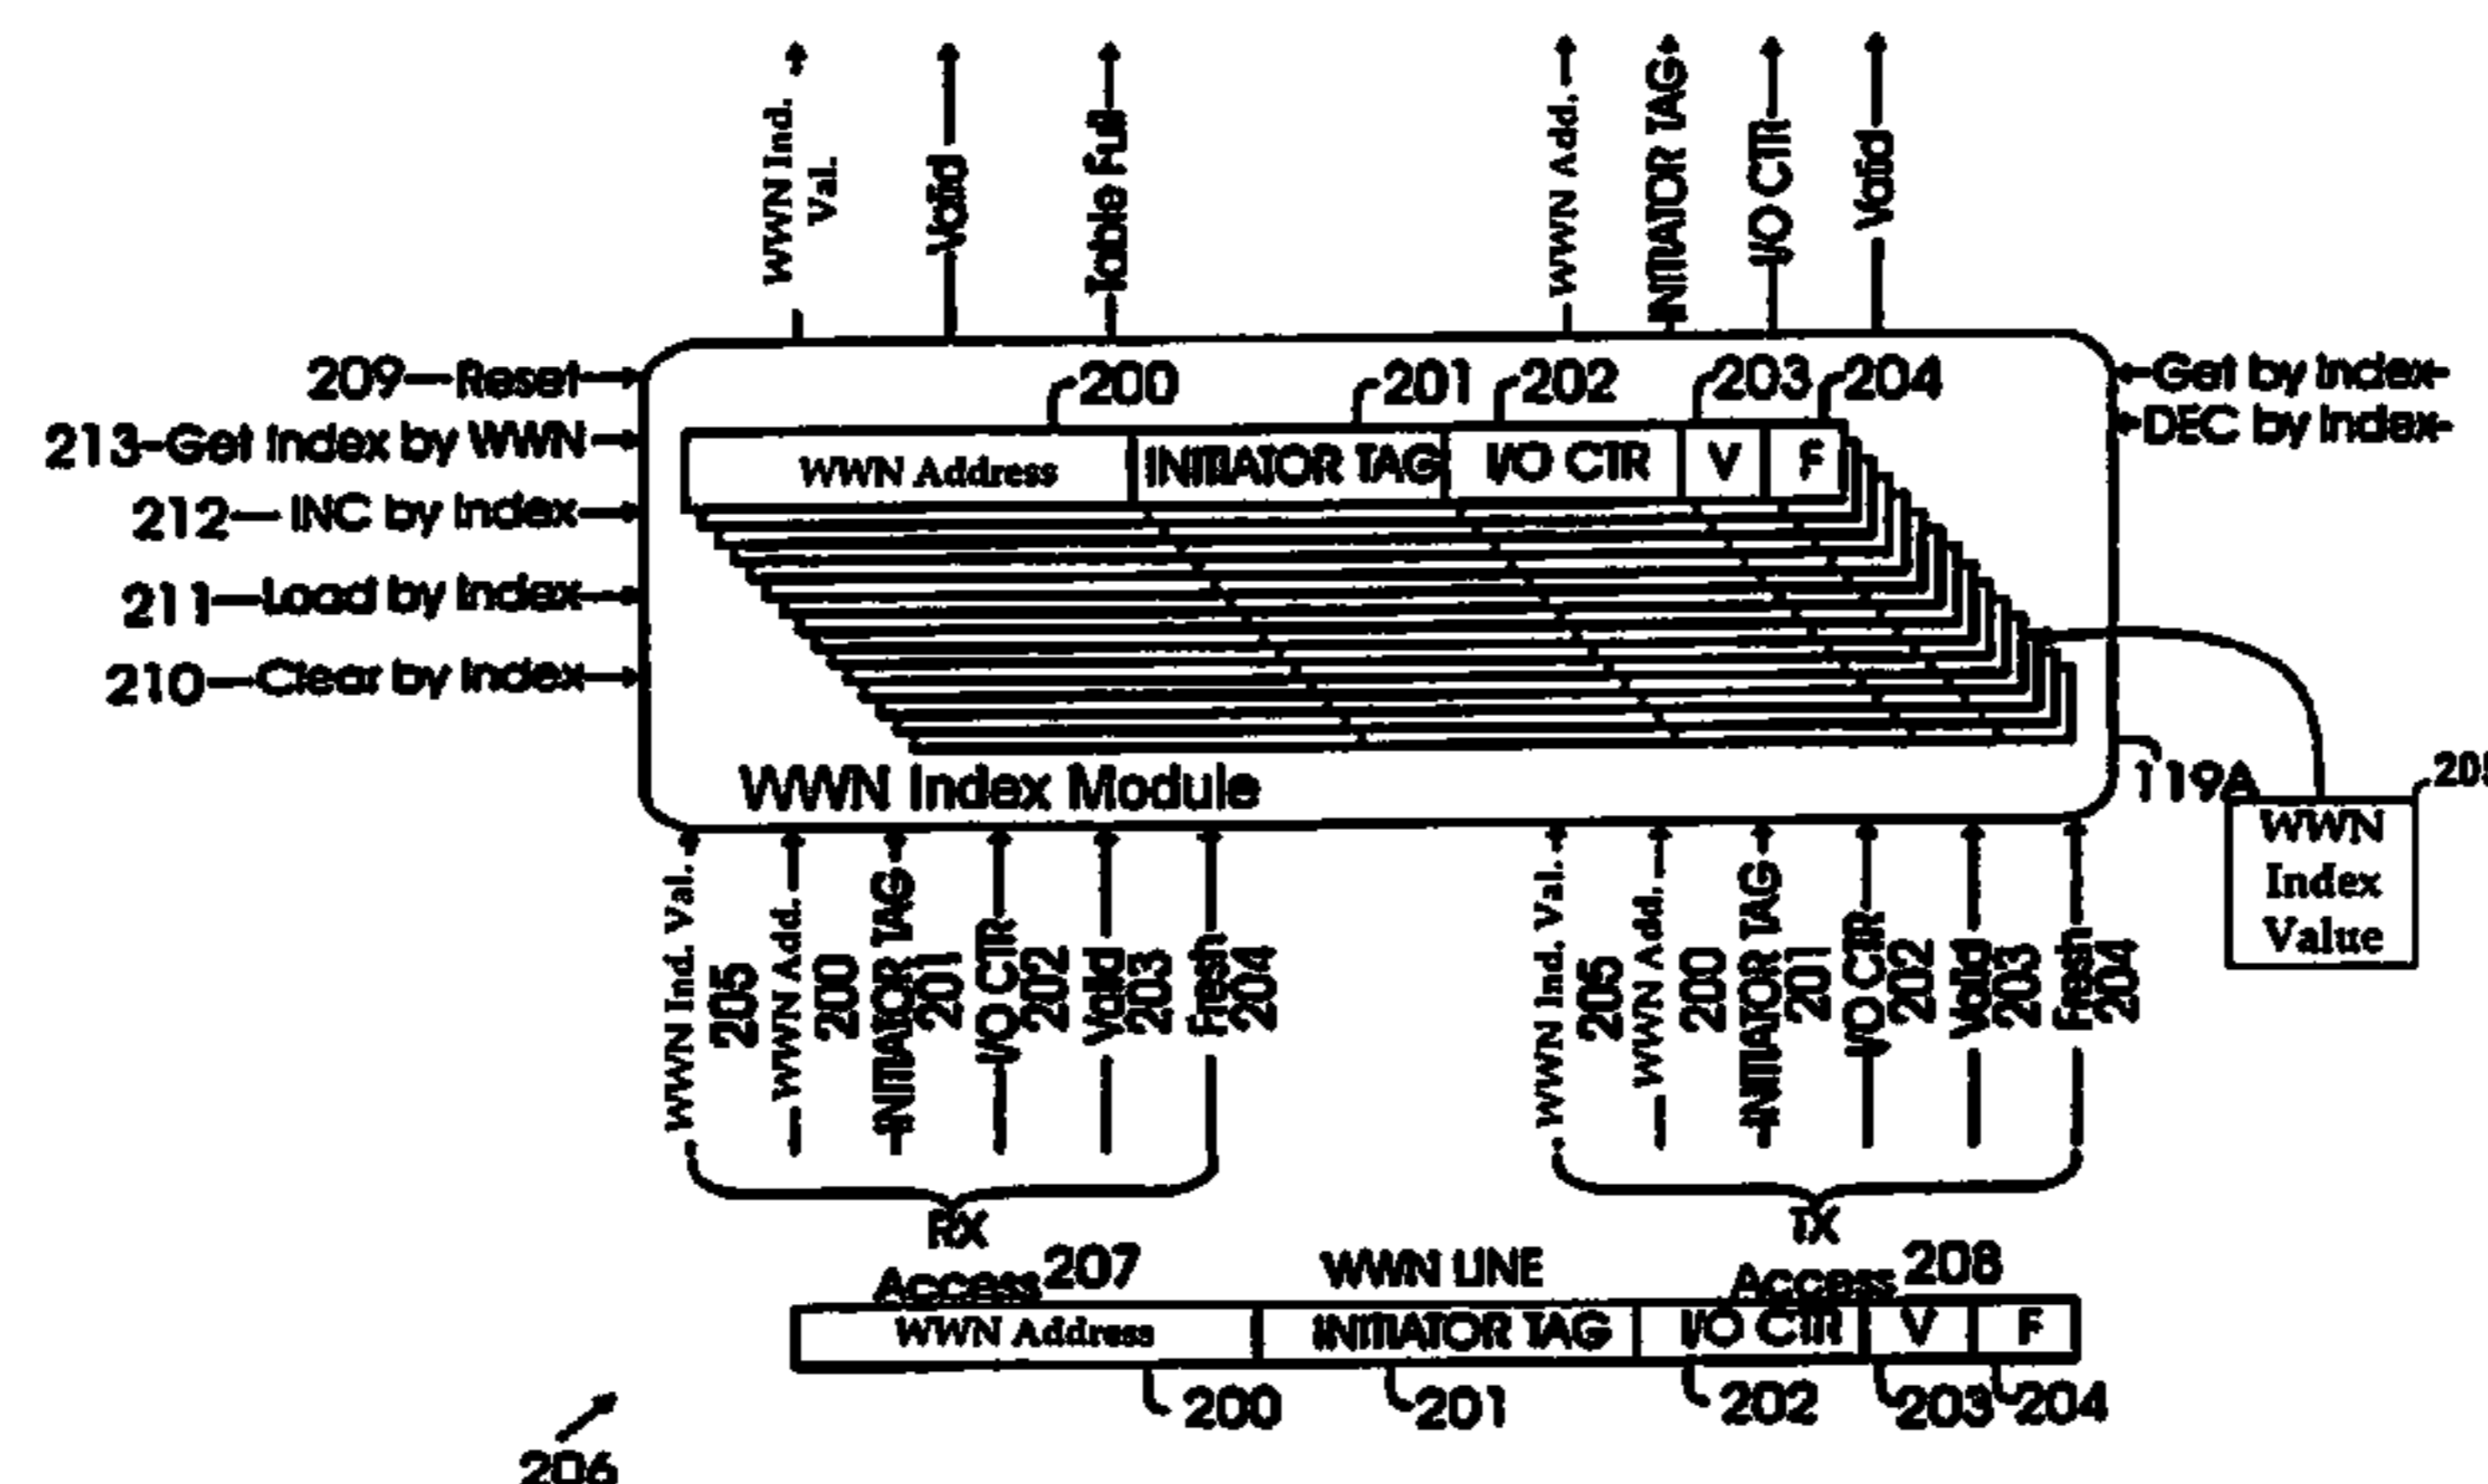 WWN Ind.
Val.
Valid
Table Full
WWN Add.
INITIATOR TAG
I/O CTR
Valid
209 Reset
213 Get Index by WWN
212 INC by Index
211 Load by Index
210 Clear by Index
Get by Index
DEC by Index
200 201 202 203 204
WWN Address INITIATOR TAG I/O CTR V F
WWN Index Module
119A
205
WWN
Index
Value
WWN Ind. Val.
205
WWN Add.
200
INITIATOR TAG
201
I/O CTR
202
Valid
203
Fresh
204
WWN Ind. Val.
205
WWN Add.
200
INITIATOR TAG
201
I/O CTR
202
Valid
203
Fresh
204
RX
Access 207
TX
Access 208
WWN LINE
WWN Address INITIATOR TAG I/O CTR V F
200 201 202 203 204
206